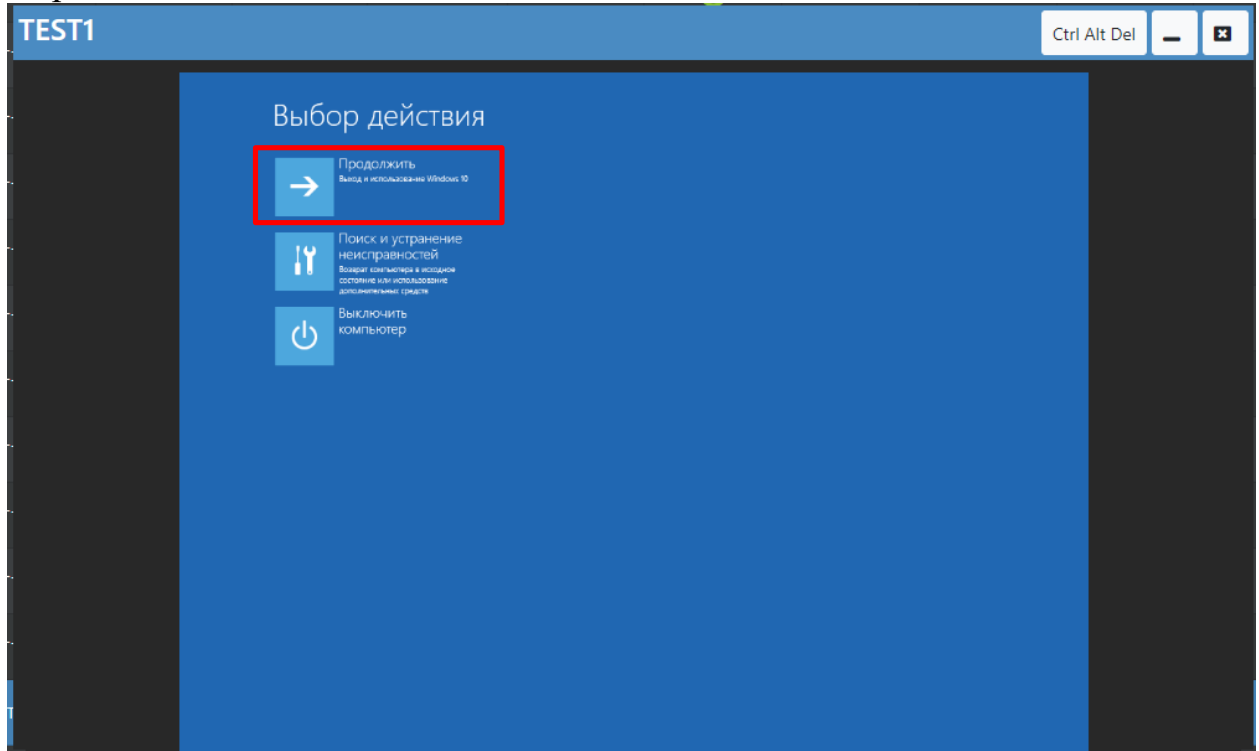 TEST1
Ctrl Alt Del
Выбор действия
Продолжить
Выход и использование Windows 10
Поиск и устранение
неисправностей
Возврат компьютера в исходное
состояние или использование
дополнительных средств
Выключить
компьютер